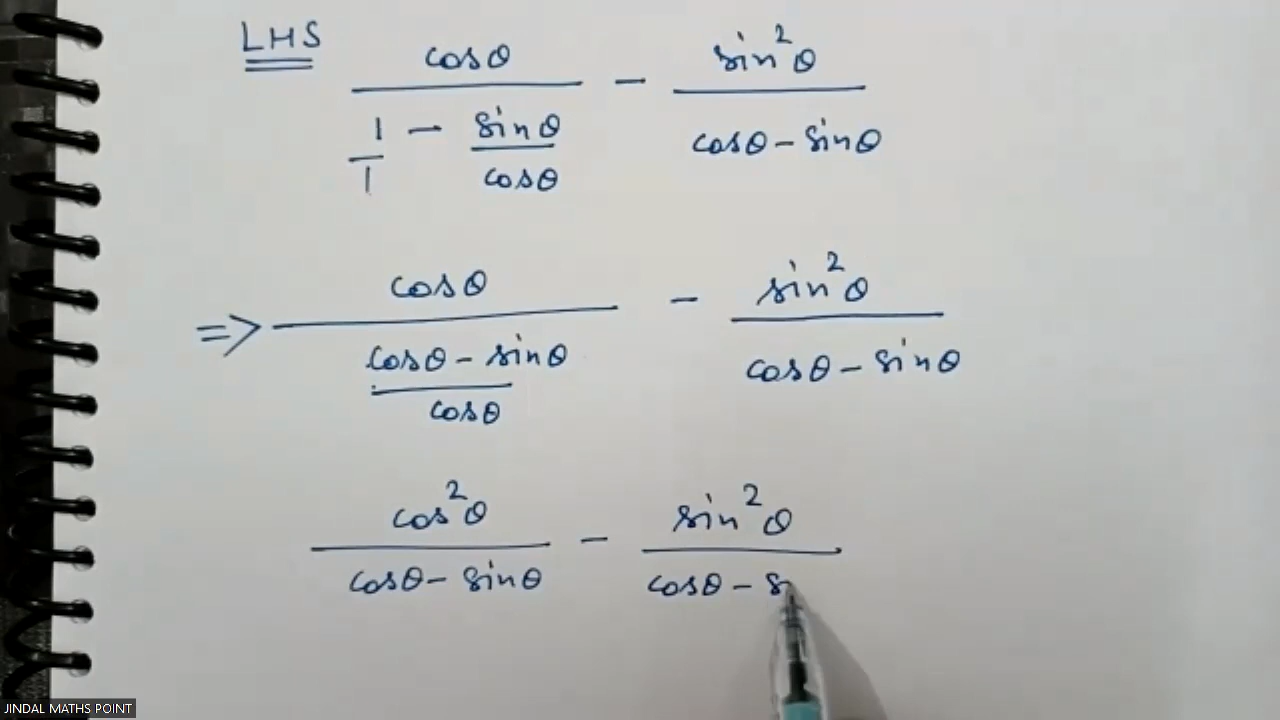 LHS
cosθ / (1/1 − sinθ/cosθ) − sin²θ / (cosθ − sinθ)
=> cosθ / ((cosθ − sinθ)/cosθ) − sin²θ / (cosθ − sinθ)
cos²θ / (cosθ − sinθ) − sin²θ / (cosθ − s
JINDAL MATHS POINT